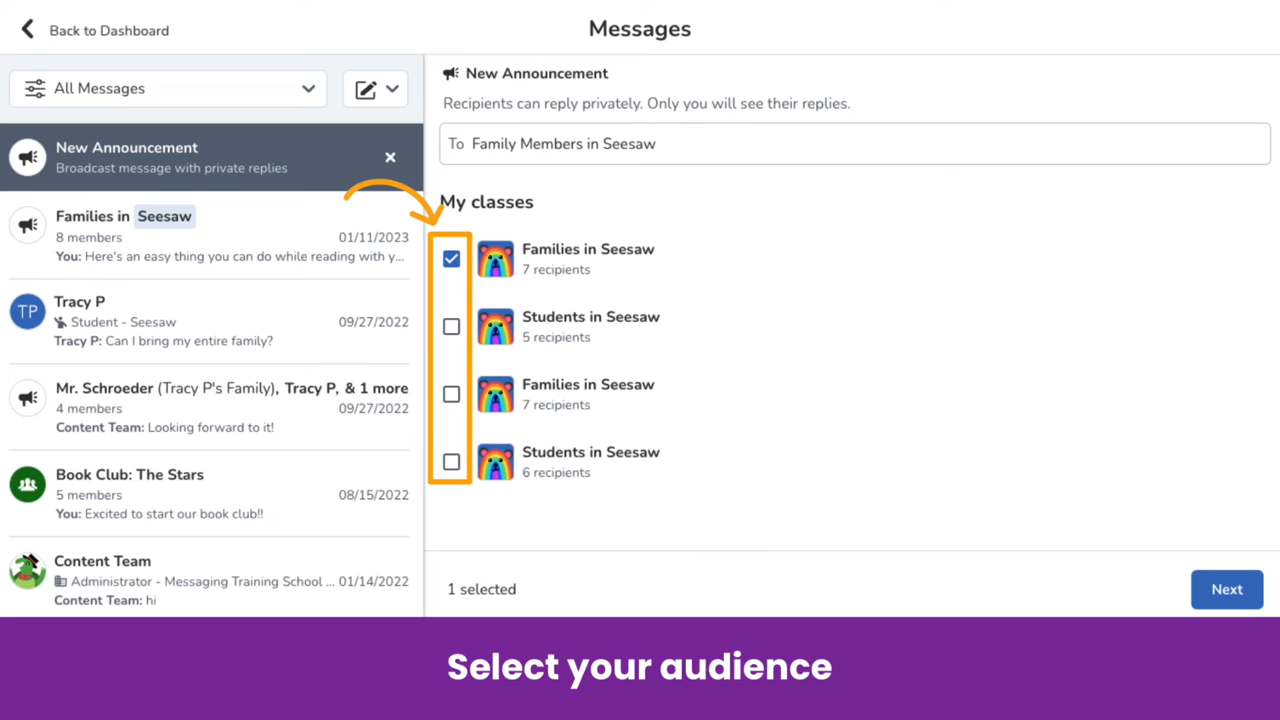 Back to Dashboard
Messages
All Messages
New Announcement
Broadcast message with private replies
Families in Seesaw
8 members 01/11/2023
You: Here's an easy thing you can do while reading with y...
Tracy P
Student - Seesaw 09/27/2022
Tracy P: Can I bring my entire family?
Mr. Schroeder (Tracy P's Family), Tracy P, & 1 more
4 members 09/27/2022
Content Team: Looking forward to it!
Book Club: The Stars
5 members 08/15/2022
You: Excited to start our book club!!
Content Team
Administrator - Messaging Training School ... 01/14/2022
Content Team: hi
TP
New Announcement
Recipients can reply privately. Only you will see their replies.
To Family Members in Seesaw
My classes
Families in Seesaw
7 recipients
Students in Seesaw
5 recipients
Families in Seesaw
7 recipients
Students in Seesaw
6 recipients
1 selected
Next
Select your audience